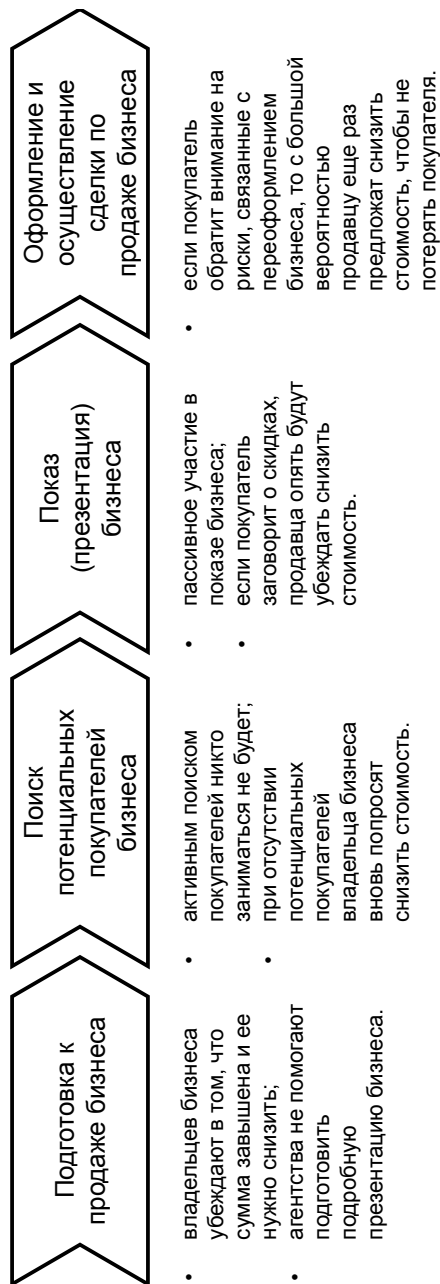 Подготовка к
продаже бизнеса
• владельцев бизнеса
убеждают в том, что
сумма завышена и ее
нужно снизить;
• агентства не помогают
подготовить
подробную
презентацию бизнеса.
Поиск
потенциальных
покупателей
бизнеса
• активным поиском
покупателей никто
заниматься не будет;
• при отсутствии
потенциальных
покупателей
владельца бизнеса
вновь попросят
снизить стоимость.
Показ
(презентация)
бизнеса
• пассивное участие в
показе бизнеса;
• если покупатель
заговорит о скидках,
продавца опять будут
убеждать снизить
стоимость.
Оформление и
осуществление
сделки по
продаже бизнеса
• если покупатель
обратит внимание на
риски, связанные с
переоформлением
бизнеса, то с большой
вероятностью
продавцу еще раз
предложат снизить
стоимость, чтобы не
потерять покупателя.